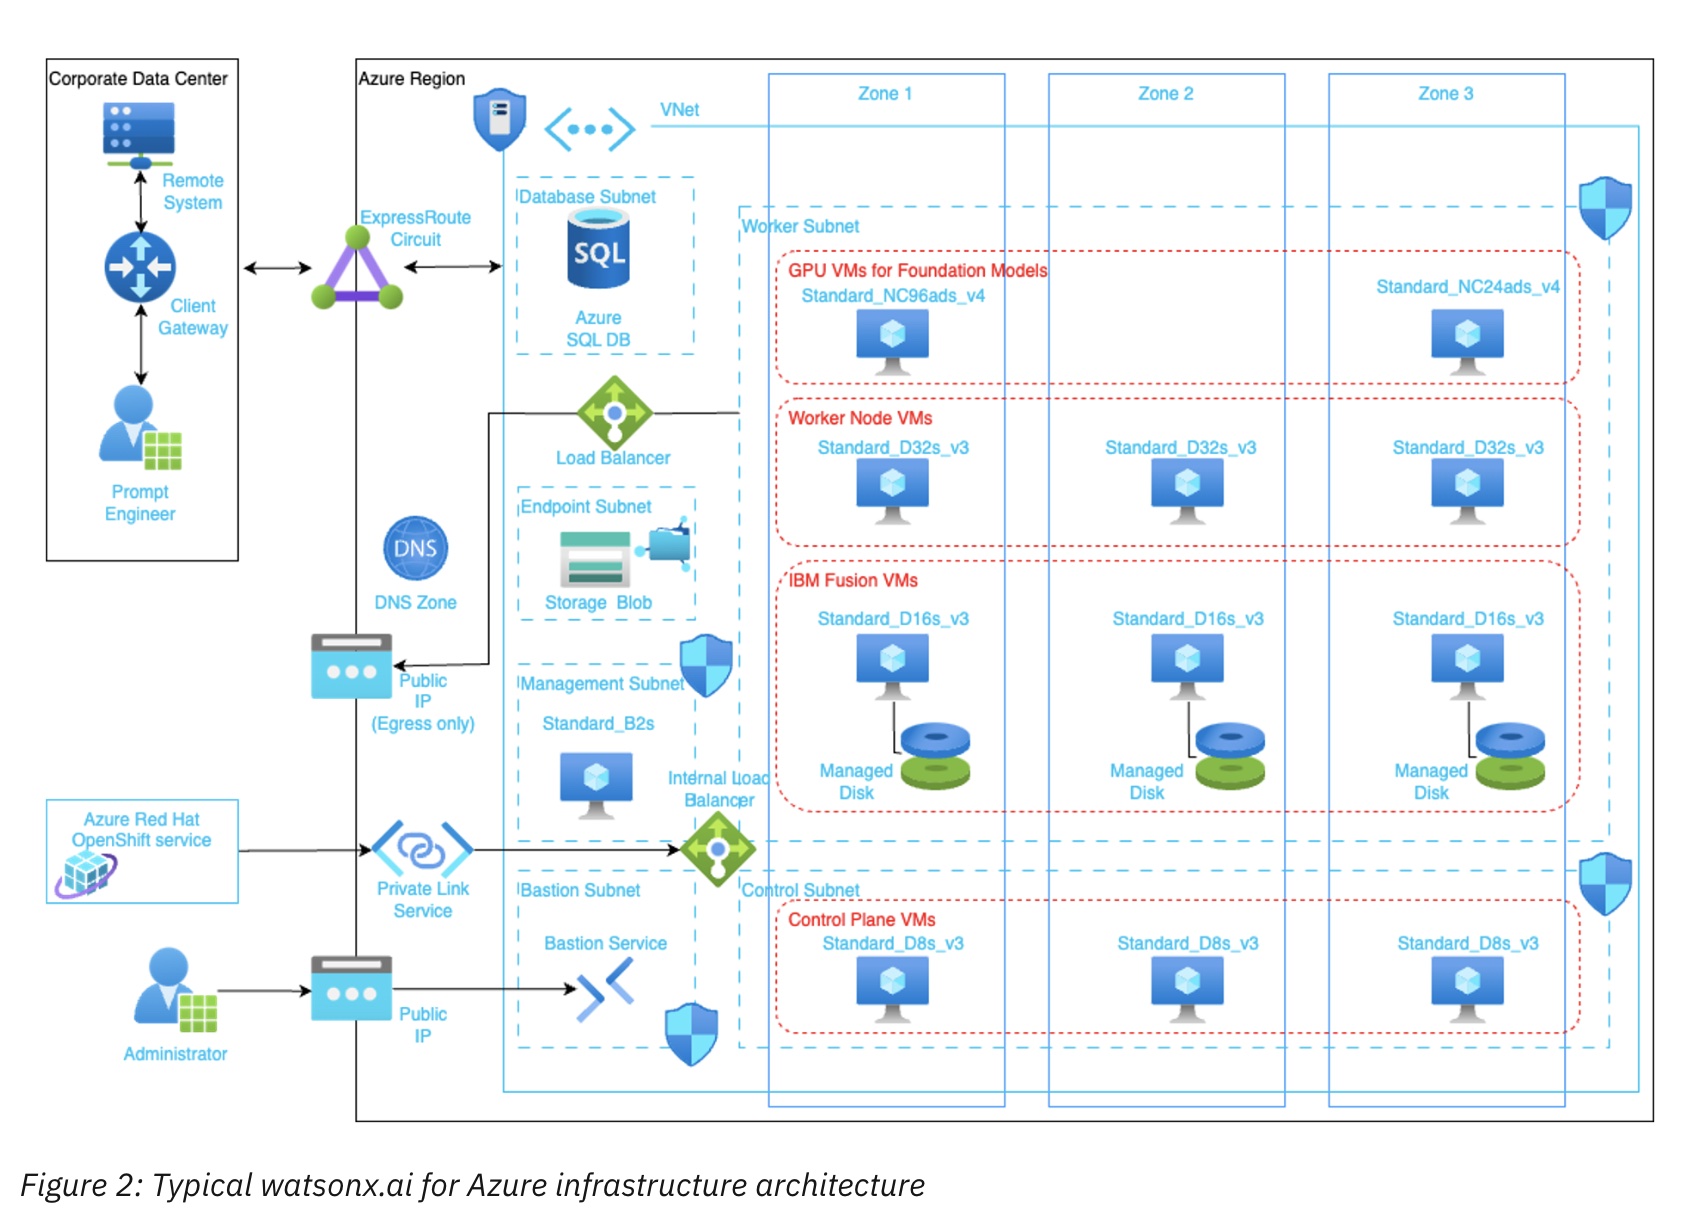 Corporate Data Center
Remote
System
Client
Gateway
Prompt
Engineer
Azure Red Hat
OpenShift service
Administrator
Azure Region
ExpressRoute
Circuit
DNS
DNS Zone
Public
IP
(Egress only)
Private Link
Service
Public
IP
VNet
Database Subnet
SQL
Azure
SQL DB
Load Balancer
Endpoint Subnet
Storage Blob
Management Subnet
Standard_B2s
Internal Load
Balancer
Bastion Subnet
Bastion Service
Zone 1
Zone 2
Zone 3
Worker Subnet
GPU VMs for Foundation Models
Standard_NC96ads_v4
Standard_NC24ads_v4
Worker Node VMs
Standard_D32s_v3
Standard_D32s_v3
Standard_D32s_v3
IBM Fusion VMs
Standard_D16s_v3
Standard_D16s_v3
Standard_D16s_v3
Managed
Disk
Managed
Disk
Managed
Disk
Control Subnet
Control Plane VMs
Standard_D8s_v3
Standard_D8s_v3
Standard_D8s_v3
Figure 2: Typical watsonx.ai for Azure infrastructure architecture